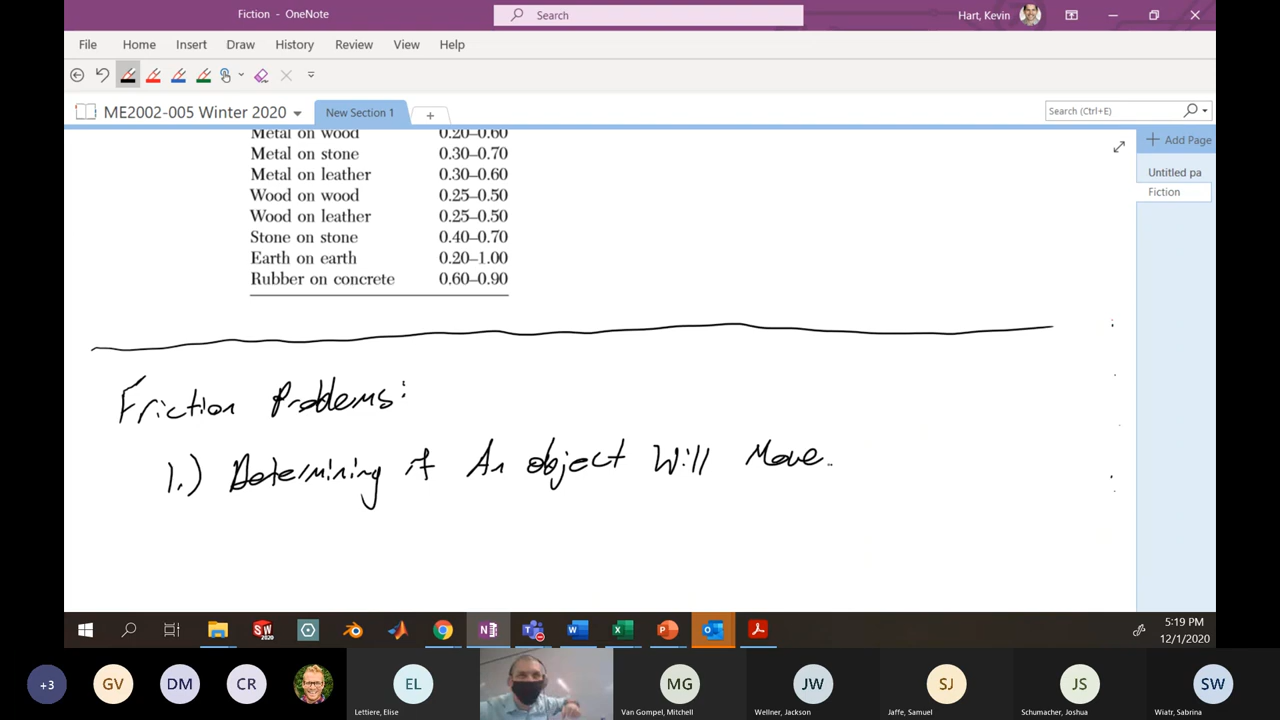 Fiction - OneNote
Search
Hart, Kevin
File Home Insert Draw History Review View Help
ME2002-005 Winter 2020
New Section 1
Search (Ctrl+E)
Add Page
Untitled pa
Fiction
Metal on wood 0.20–0.60
Metal on stone 0.30–0.70
Metal on leather 0.30–0.60
Wood on wood 0.25–0.50
Wood on leather 0.25–0.50
Stone on stone 0.40–0.70
Earth on earth 0.20–1.00
Rubber on concrete 0.60–0.90
Friction Problems:
1.) Determining if An object Will Move.
SW 2020
5:19 PM
12/1/2020
+3 GV DM CR EL MG JW SJ JS SW
Lettiere, Elise Van Gompel, Mitchell Wellner, Jackson Jaffe, Samuel Schumacher, Joshua Wiatr, Sabrina